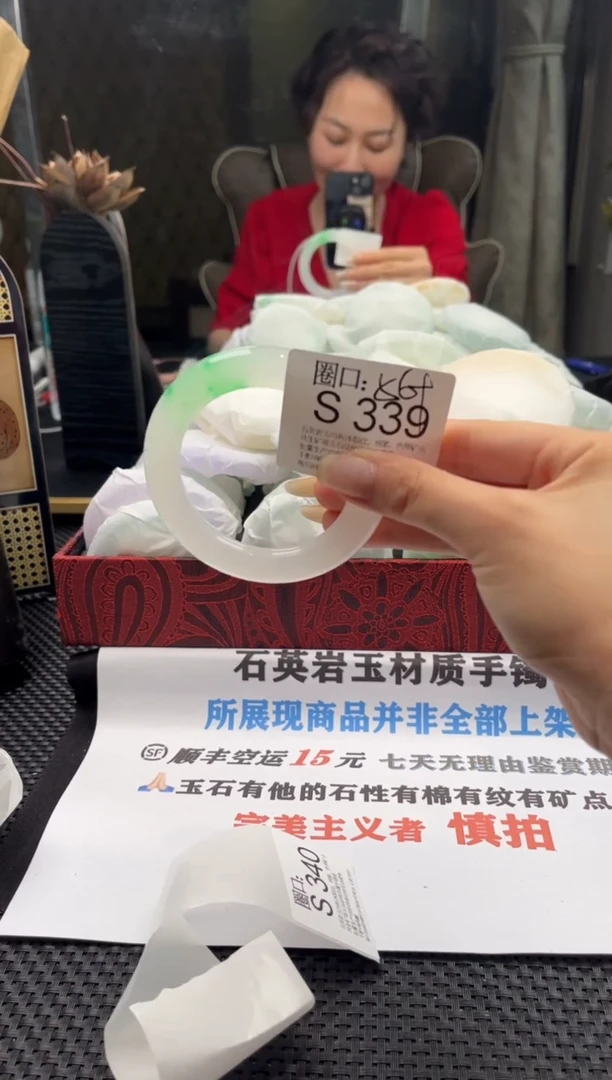 圈口:
S 339
石英岩玉材质手镯
所展现商品并非全部上架
SF 顺丰空运 15 元 七天无理由鉴赏期
🙏🏻玉石有他的石性有棉有纹有矿点
完美主义者 慎拍
圈口:
S 340